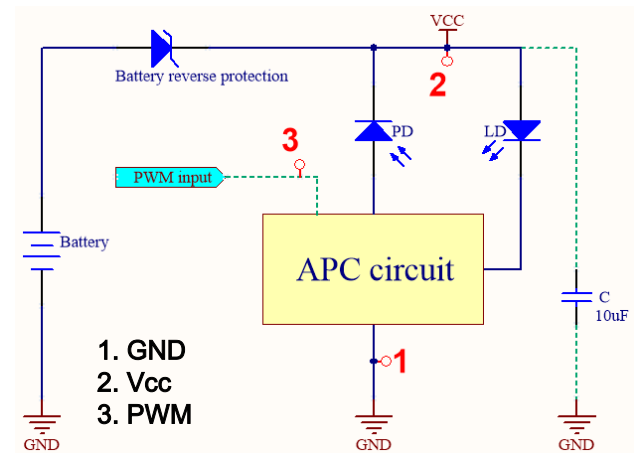 VCC
Battery reverse protection
2
PD
LD
3
PWM input
Battery
APC circuit
C
10uF
1
1. GND
2. Vcc
3. PWM
GND
GND
GND